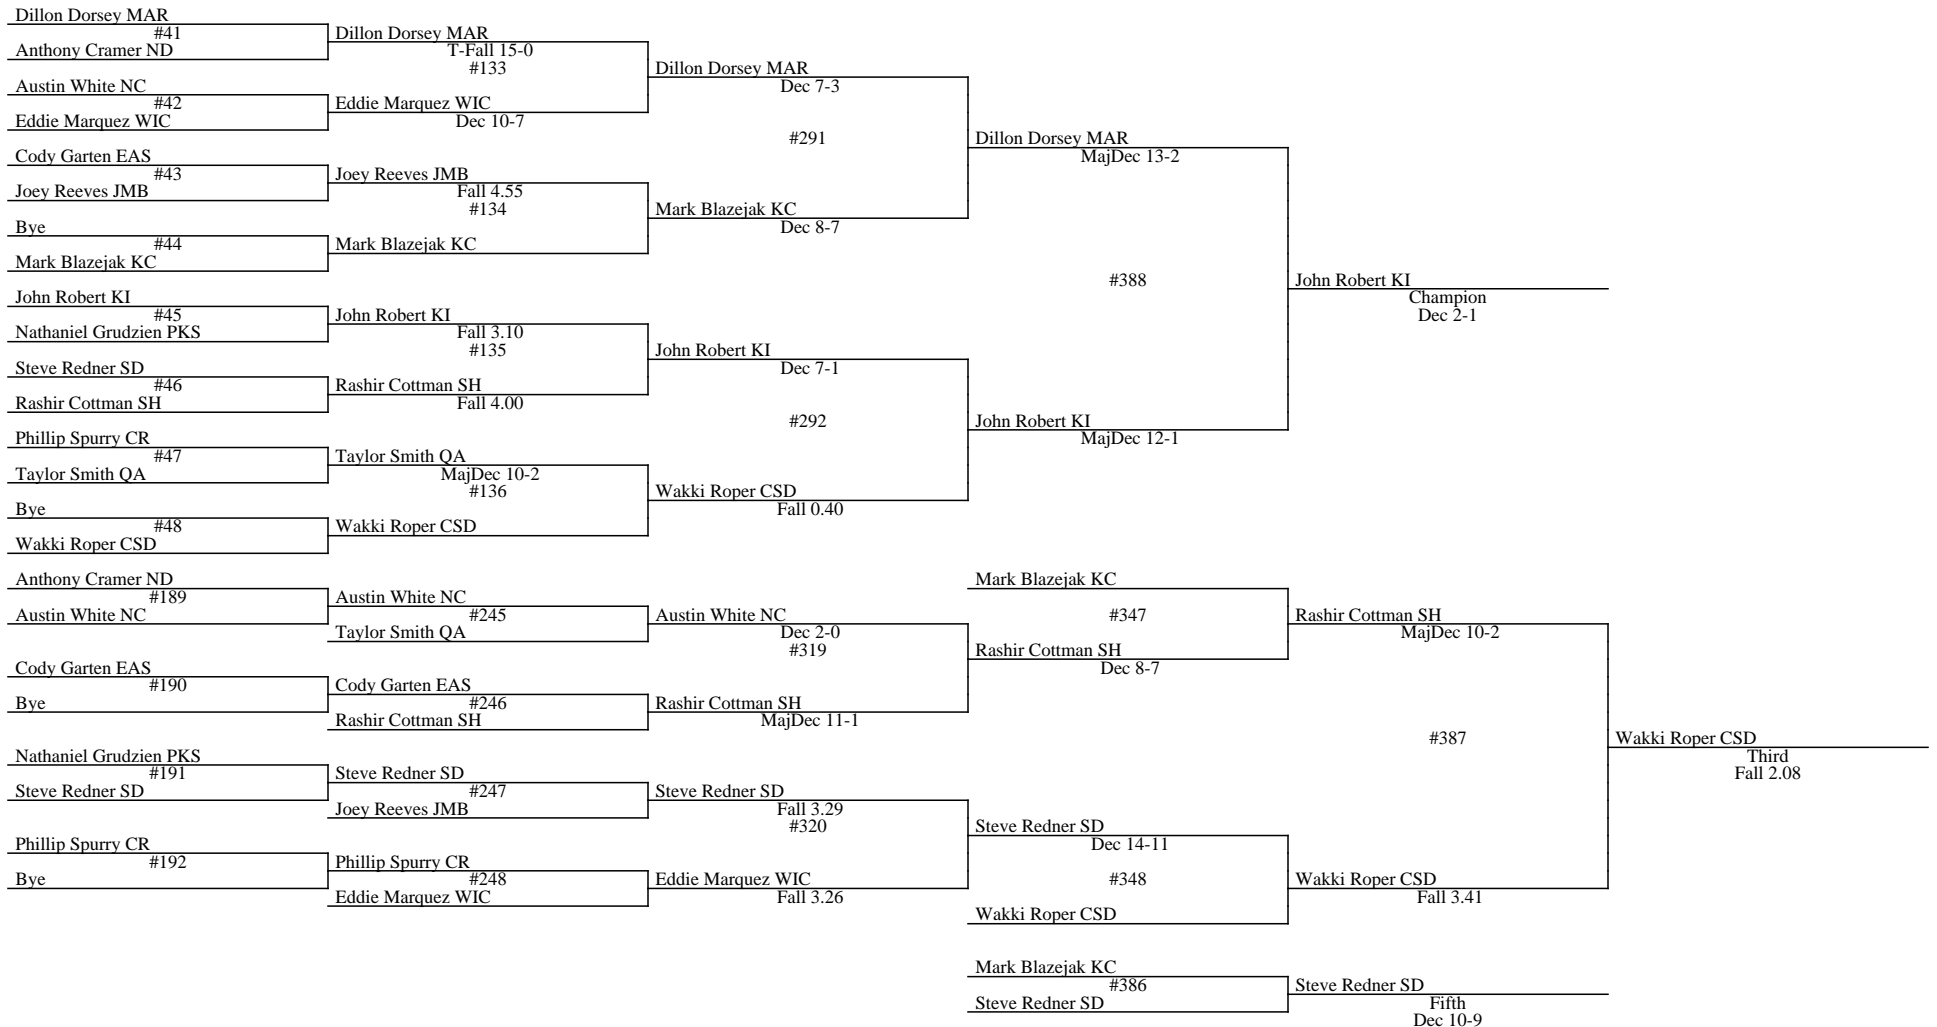 Dillon Dorsey MAR
#41
Anthony Cramer ND
Dillon Dorsey MAR
T-Fall 15-0
#133
Austin White NC
#42
Eddie Marquez WIC
Eddie Marquez WIC
Dec 10-7
Dillon Dorsey MAR
Dec 7-3
#291
Cody Garten EAS
#43
Joey Reeves JMB
Joey Reeves JMB
Fall 4.55
#134
Bye
#44
Mark Blazejak KC
Mark Blazejak KC
Mark Blazejak KC
Dec 8-7
Dillon Dorsey MAR
MajDec 13-2
#388
John Robert KI
#45
Nathaniel Grudzien PKS
John Robert KI
Fall 3.10
#135
Steve Redner SD
#46
Rashir Cottman SH
Rashir Cottman SH
Fall 4.00
John Robert KI
Dec 7-1
#292
Phillip Spurry CR
#47
Taylor Smith QA
Taylor Smith QA
MajDec 10-2
#136
Bye
#48
Wakki Roper CSD
Wakki Roper CSD
Wakki Roper CSD
Fall 0.40
John Robert KI
MajDec 12-1
John Robert KI
Champion
Dec 2-1
Anthony Cramer ND
#189
Austin White NC
Austin White NC
#245
Taylor Smith QA
Austin White NC
Dec 2-0
#319
Cody Garten EAS
#190
Bye
Cody Garten EAS
#246
Rashir Cottman SH
Rashir Cottman SH
MajDec 11-1
Mark Blazejak KC
#347
Rashir Cottman SH
Dec 8-7
Rashir Cottman SH
MajDec 10-2
#387
Nathaniel Grudzien PKS
#191
Steve Redner SD
Steve Redner SD
#247
Joey Reeves JMB
Steve Redner SD
Fall 3.29
#320
Phillip Spurry CR
#192
Bye
Phillip Spurry CR
#248
Eddie Marquez WIC
Eddie Marquez WIC
Fall 3.26
Steve Redner SD
Dec 14-11
#348
Wakki Roper CSD
Wakki Roper CSD
Fall 3.41
Wakki Roper CSD
Third
Fall 2.08
Mark Blazejak KC
#386
Steve Redner SD
Steve Redner SD
Fifth
Dec 10-9